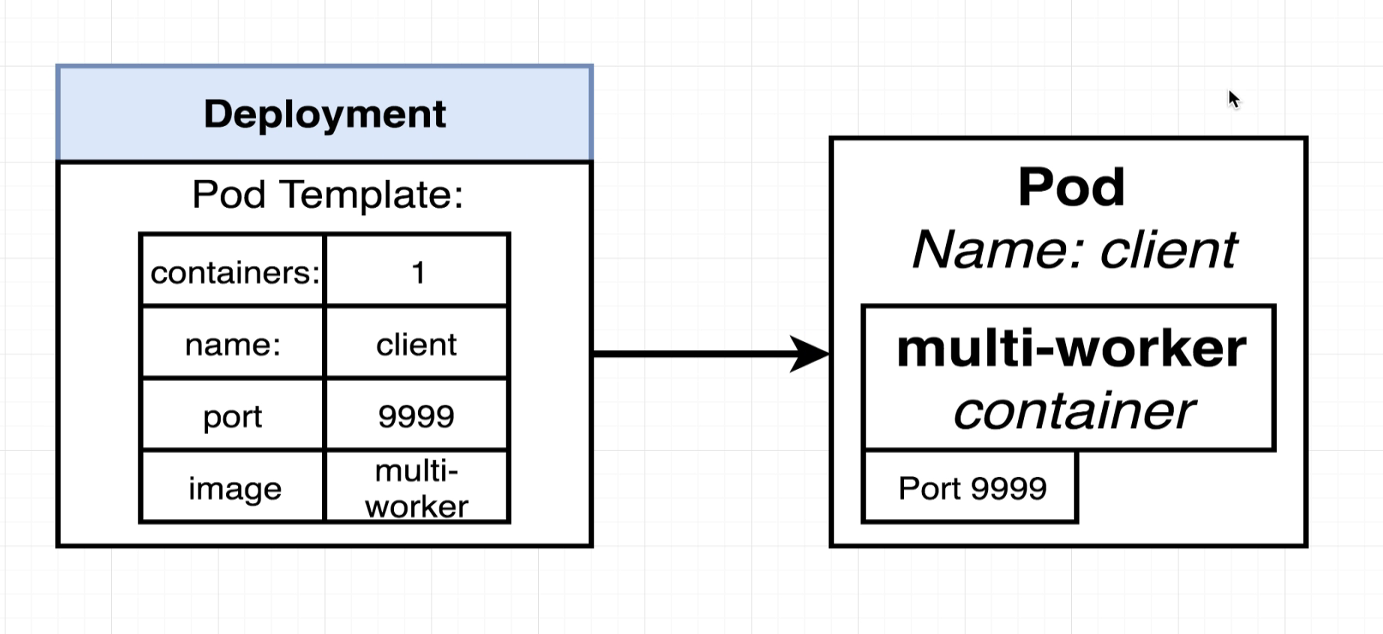 Deployment
Pod Template:
containers: 1
name: client
port 9999
image multi-
worker
Pod
Name: client
multi-worker
container
Port 9999